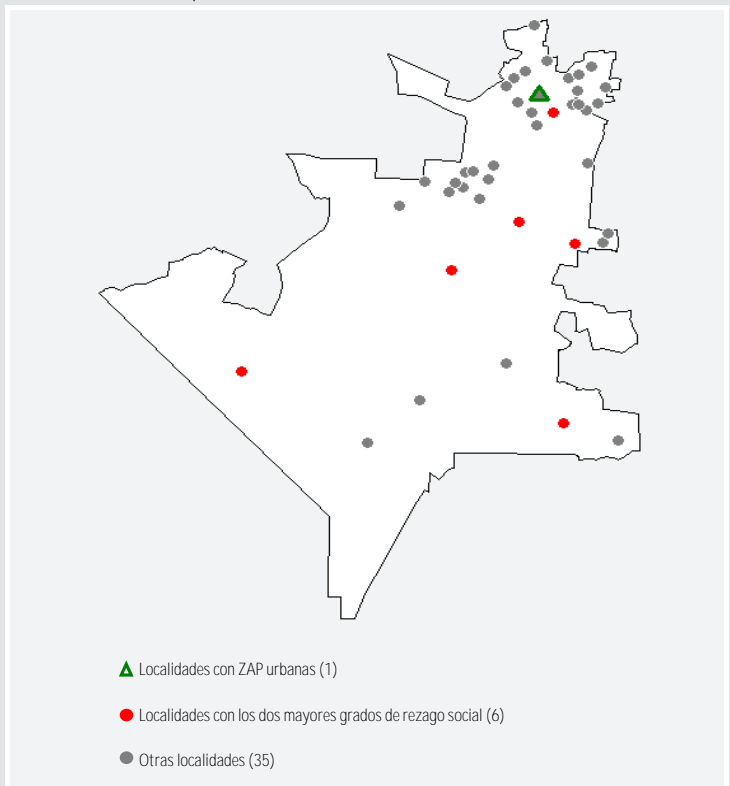 Localidades con ZAP urbanas (1)
Localidades con los dos mayores grados de rezago social (6)
Otras localidades (35)